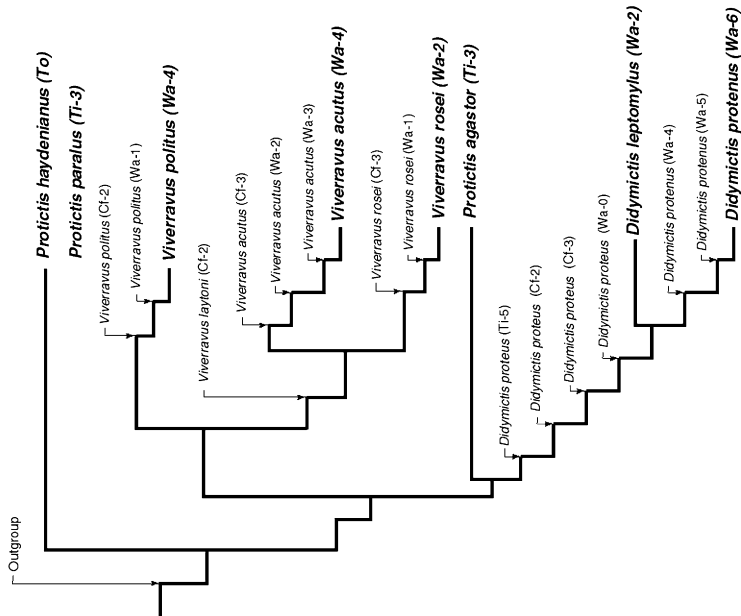 Outgroup
Protictis haydenianus (To)
Protictis paralus (Ti-3)
Viverravus politus (Cf-2)
Viverravus politus (Wa-1)
Viverravus politus (Wa-4)
Viverravus laytoni (Cf-2)
Viverravus acutus (Cf-3)
Viverravus acutus (Wa-2)
Viverravus acutus (Wa-3)
Viverravus acutus (Wa-4)
Viverravus rosei (Cf-3)
Viverravus rosei (Wa-1)
Viverravus rosei (Wa-2)
Protictis agastor (Ti-3)
Didymictis proteus (Ti-5)
Didymictis proteus (Cf-2)
Didymictis proteus (Cf-3)
Didymictis proteus (Wa-0)
Didymictis leptomylus (Wa-2)
Didymictis protenus (Wa-4)
Didymictis protenus (Wa-5)
Didymictis protenus (Wa-6)